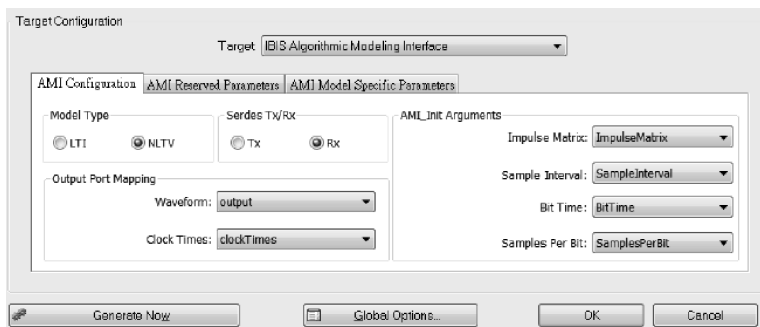 Target Configuration
Target IBIS Algorithmic Modeling Interface
AMI Configuration AMI Reserved Parameters AMI Model Specific Parameters
Model Type
LTI NLTV
Serdes Tx/Rx
Tx Rx
Output Port Mapping
Waveform: output
Clock Times: clockTimes
AMI_Init Arguments
Impulse Matrix: ImpulseMatrix
Sample Interval: SampleInterval
Bit Time: BitTime
Samples Per Bit: SamplesPerBit
Generate Now Global Options... OK Cancel